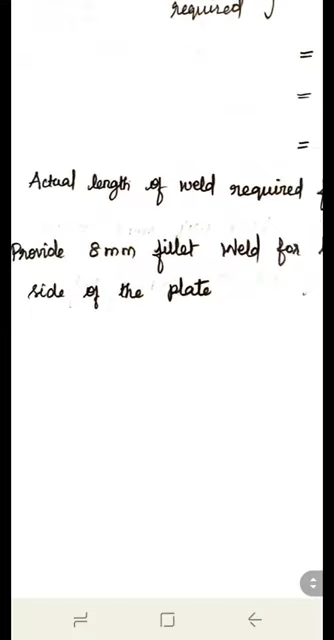 required
=
=
=
Actual length of weld required
Provide 8mm fillet weld for
side of the plate